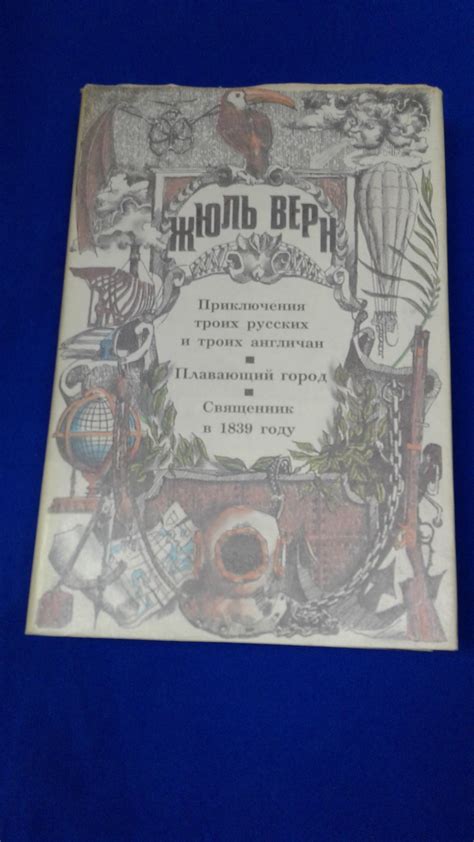 ЖЮЛЬ ВЕРН
Приключения
троих русских
и троих англичан
Плавающий город
Священник
в 1839 году